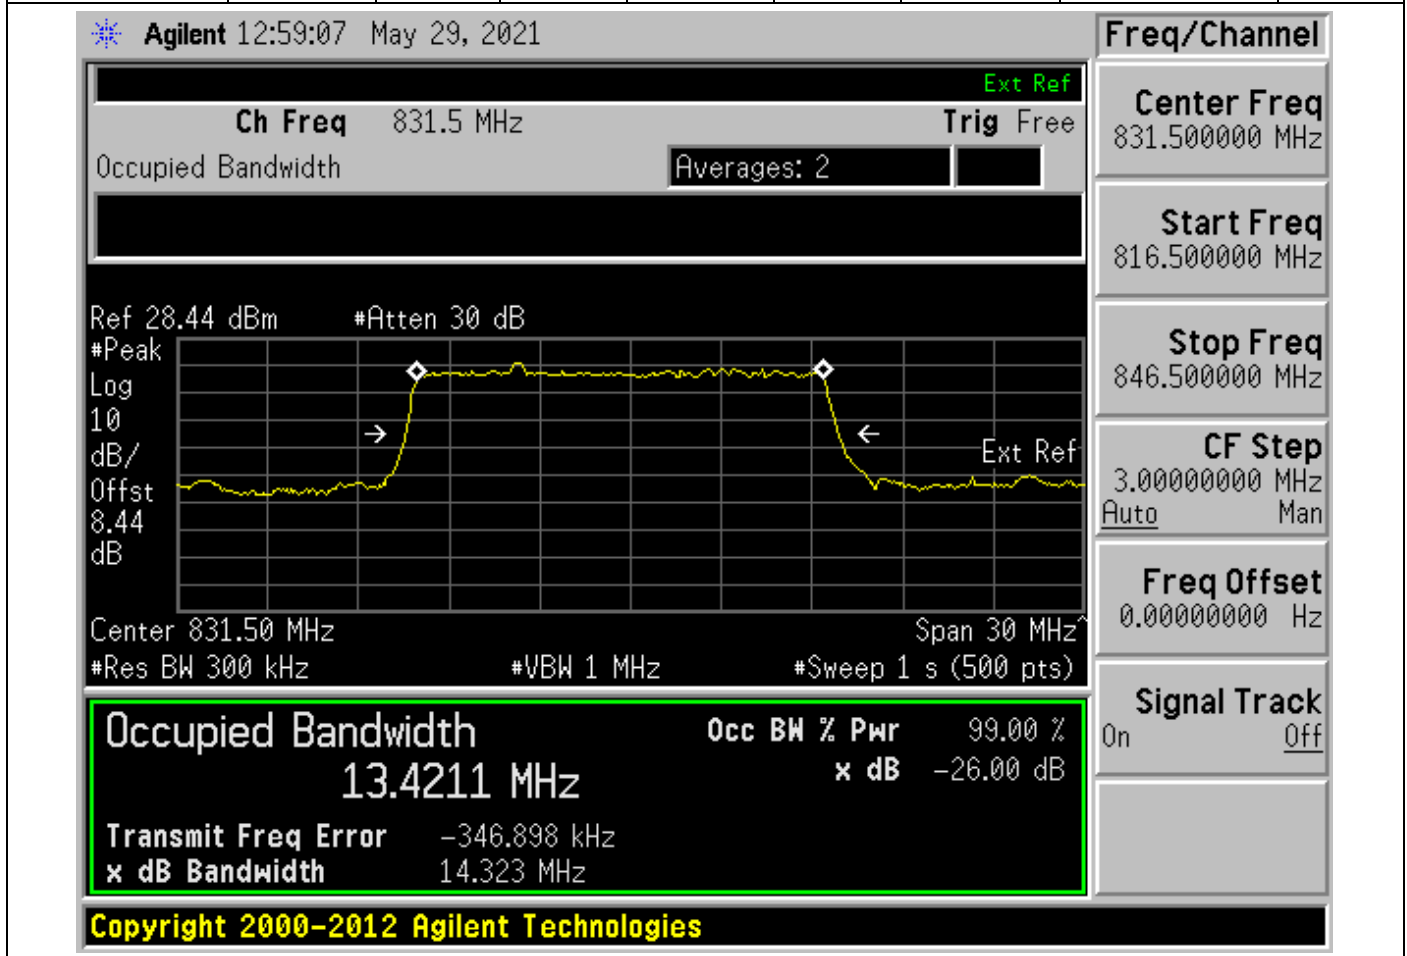 Agilent 12:59:07 May 29, 2021
Freq/Channel
Ext Ref
Ch Freq 831.5 MHz
Trig Free
Occupied Bandwidth
Averages: 2
Center Freq
831.500000 MHz
Start Freq
816.500000 MHz
Stop Freq
846.500000 MHz
CF Step
3.00000000 MHz
Auto Man
Freq Offset
0.00000000 Hz
Signal Track
On Off
Ref 28.44 dBm #Atten 30 dB
#Peak
Log
10
dB/
Offst
8.44
dB
Ext Ref
Center 831.50 MHz Span 30 MHz^
#Res BW 300 kHz #VBW 1 MHz #Sweep 1 s (500 pts)
Occupied Bandwidth
13.4211 MHz
Occ BW % Pwr 99.00 %
x dB -26.00 dB
Transmit Freq Error -346.898 kHz
x dB Bandwidth 14.323 MHz
Copyright 2000-2012 Agilent Technologies